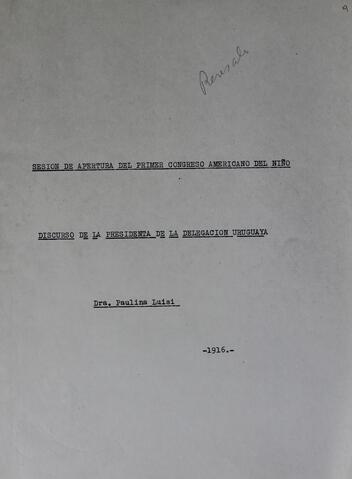 SESION DE APERTURA DEL PRIMER CONGRESO AMERICANO DEL NIÑO
DISCURSO DE LA PRESIDENTA DE LA DELEGACION URUGUAYA
Dra. Paulina Luisi
-1916.-